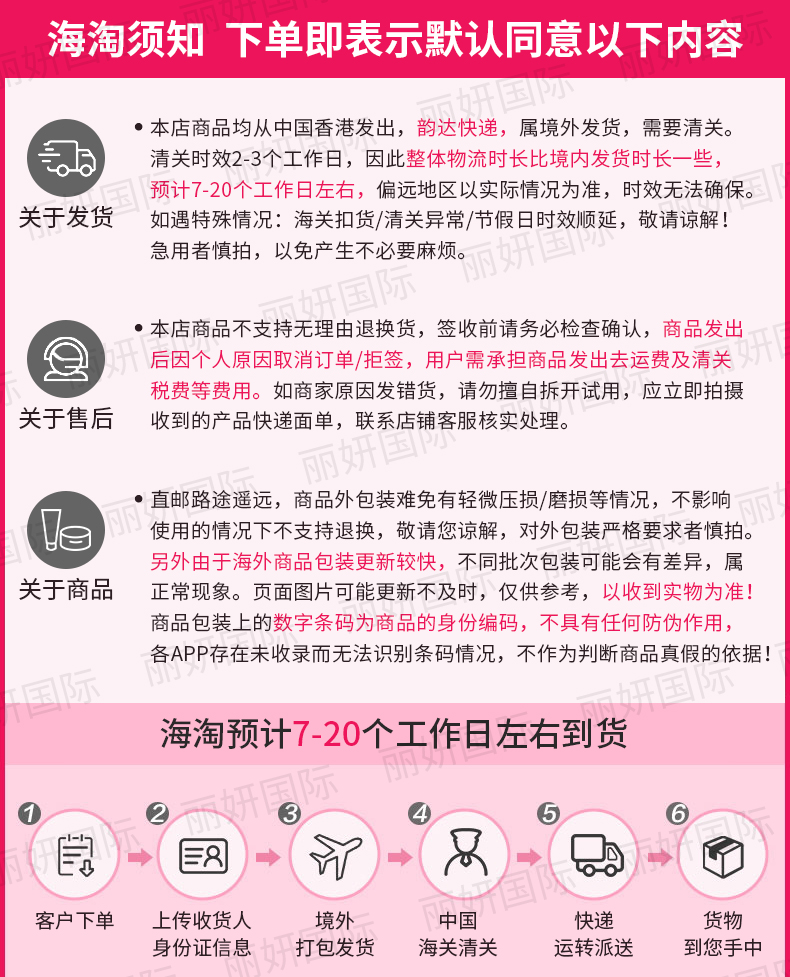 海淘须知 下单即表示默认同意以下内容
关于发货
本店商品均从中国香港发出，韵达快递，属境外发货，需要清关。
清关时效2-3个工作日，因此整体物流时长比境内发货时长一些，
预计7-20个工作日左右，偏远地区以实际情况为准，时效无法确保。
如遇特殊情况：海关扣货/清关异常/节假日时效顺延，敬请谅解！
急用者慎拍，以免产生不必要麻烦。
关于售后
本店商品不支持无理由退换货，签收前请务必检查确认，商品发出
后因个人原因取消订单/拒签，用户需承担商品发出去运费及清关
税费等费用。如商家原因发错货，请勿擅自拆开试用，应立即拍摄
收到的产品快递面单，联系店铺客服核实处理。
关于商品
直邮路途遥远，商品外包装难免有轻微压损/磨损等情况，不影响
使用的情况下不支持退换，敬请您谅解，对外包装严格要求者慎拍。
另外由于海外商品包装更新较快，不同批次包装可能会有差异，属
正常现象。页面图片可能更新不及时，仅供参考，以收到实物为准！
商品包装上的数字条码为商品的身份编码，不具有任何防伪作用，
各APP存在未收录而无法识别条码情况，不作为判断商品真假的依据！
海淘预计7-20个工作日左右到货
1 2 3 4 5 6
客户下单
上传收货人
身份证信息
境外
打包发货
中国
海关清关
快递
运转派送
货物
到您手中
丽妍国际